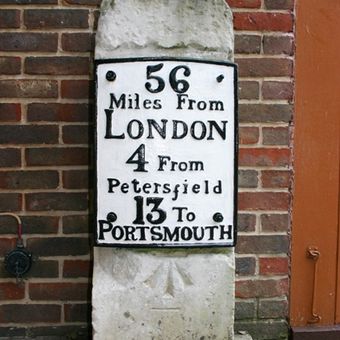 56
Miles From
LONDON
4 From
Petersfield
13 To
PORTSMOUTH